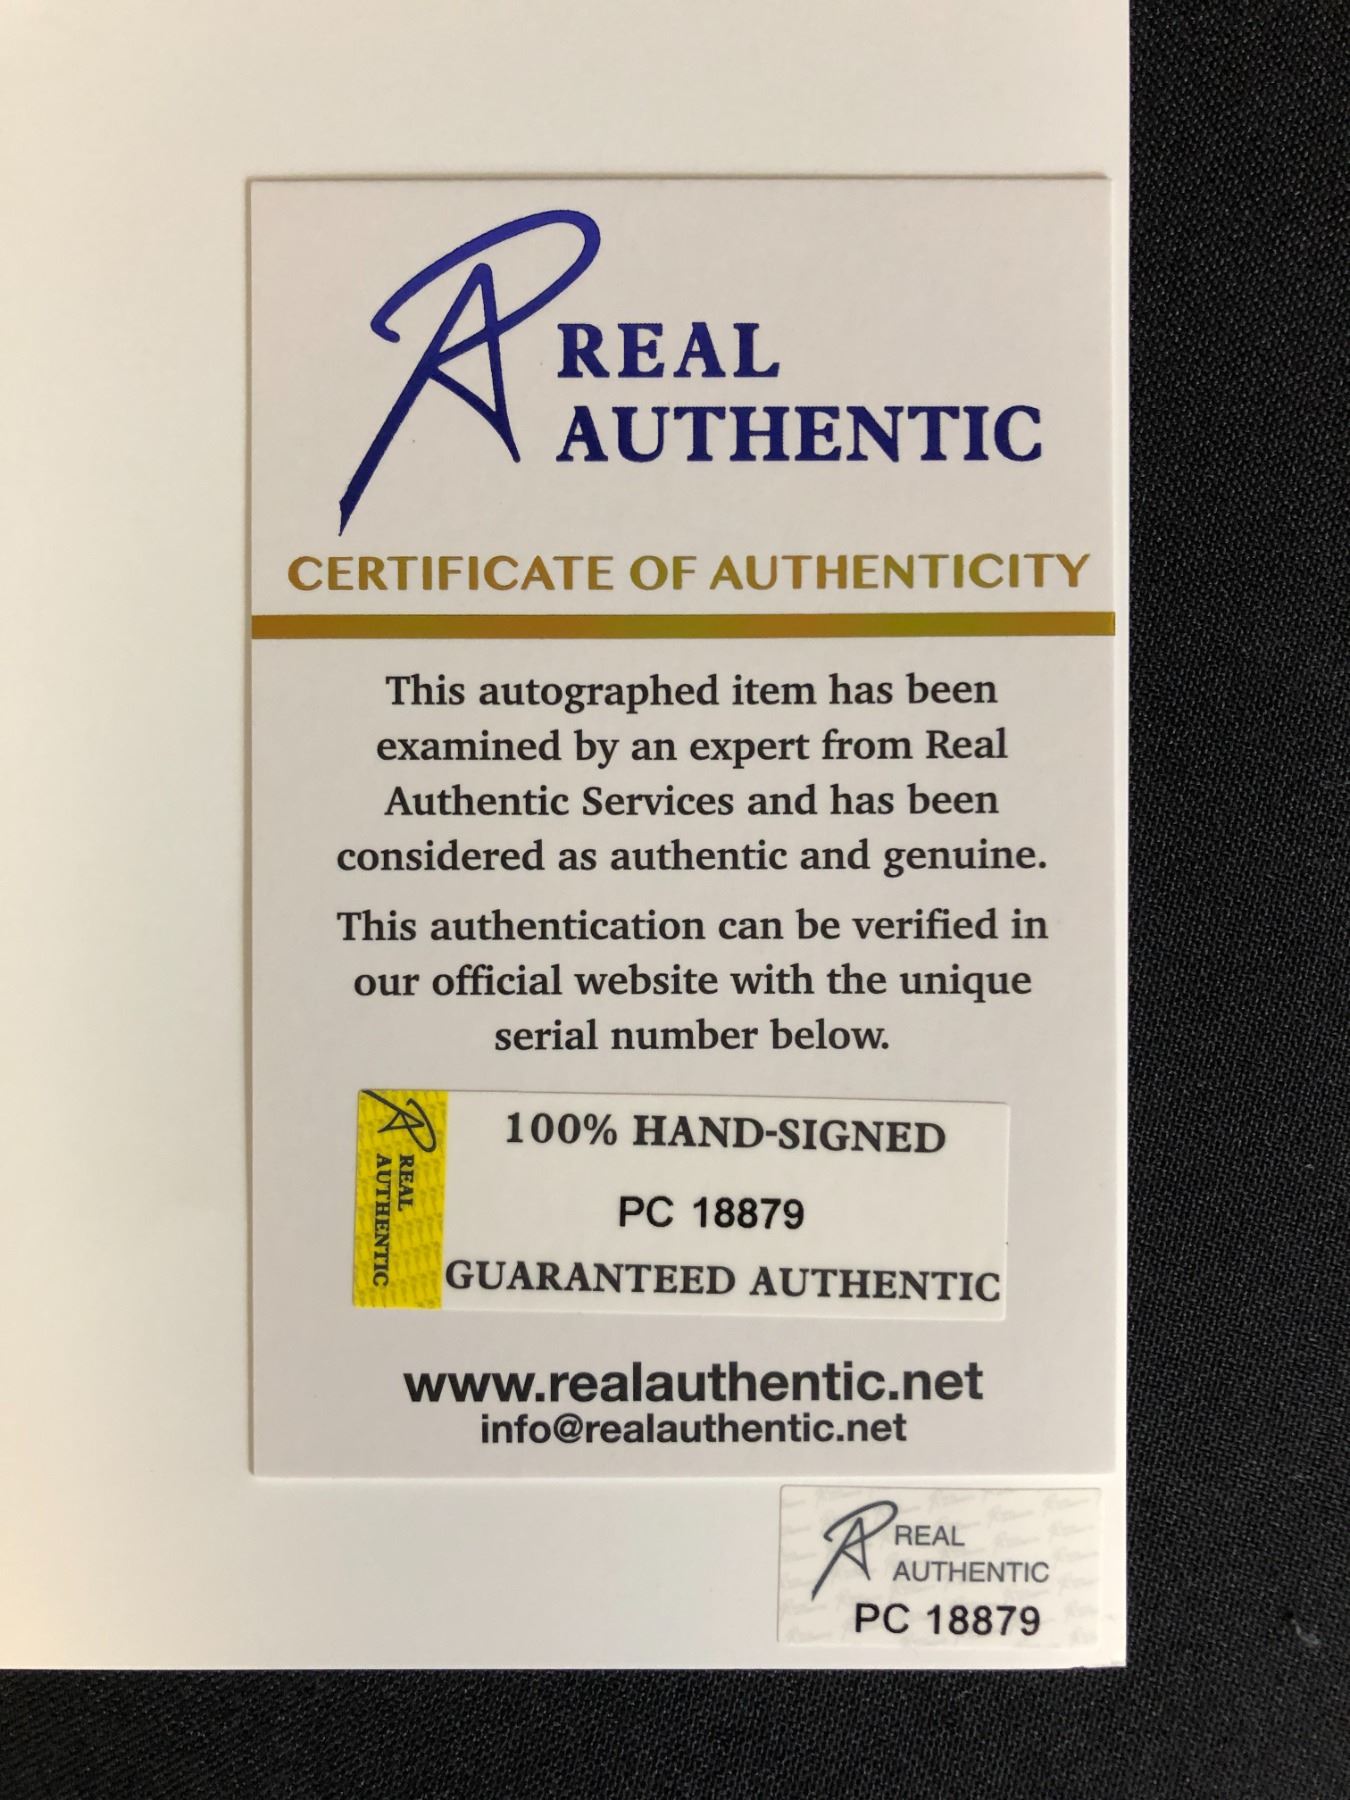 REAL
AUTHENTIC
CERTIFICATE OF AUTHENTICITY
This autographed item has been
examined by an expert from Real
Authentic Services and has been
considered as authentic and genuine.
This authentication can be verified in
our official website with the unique
serial number below.
REAL
AUTHENTIC
100% HAND-SIGNED
PC 18879
GUARANTEED AUTHENTIC
www.realauthentic.net
info@realauthentic.net
REAL
AUTHENTIC
PC 18879